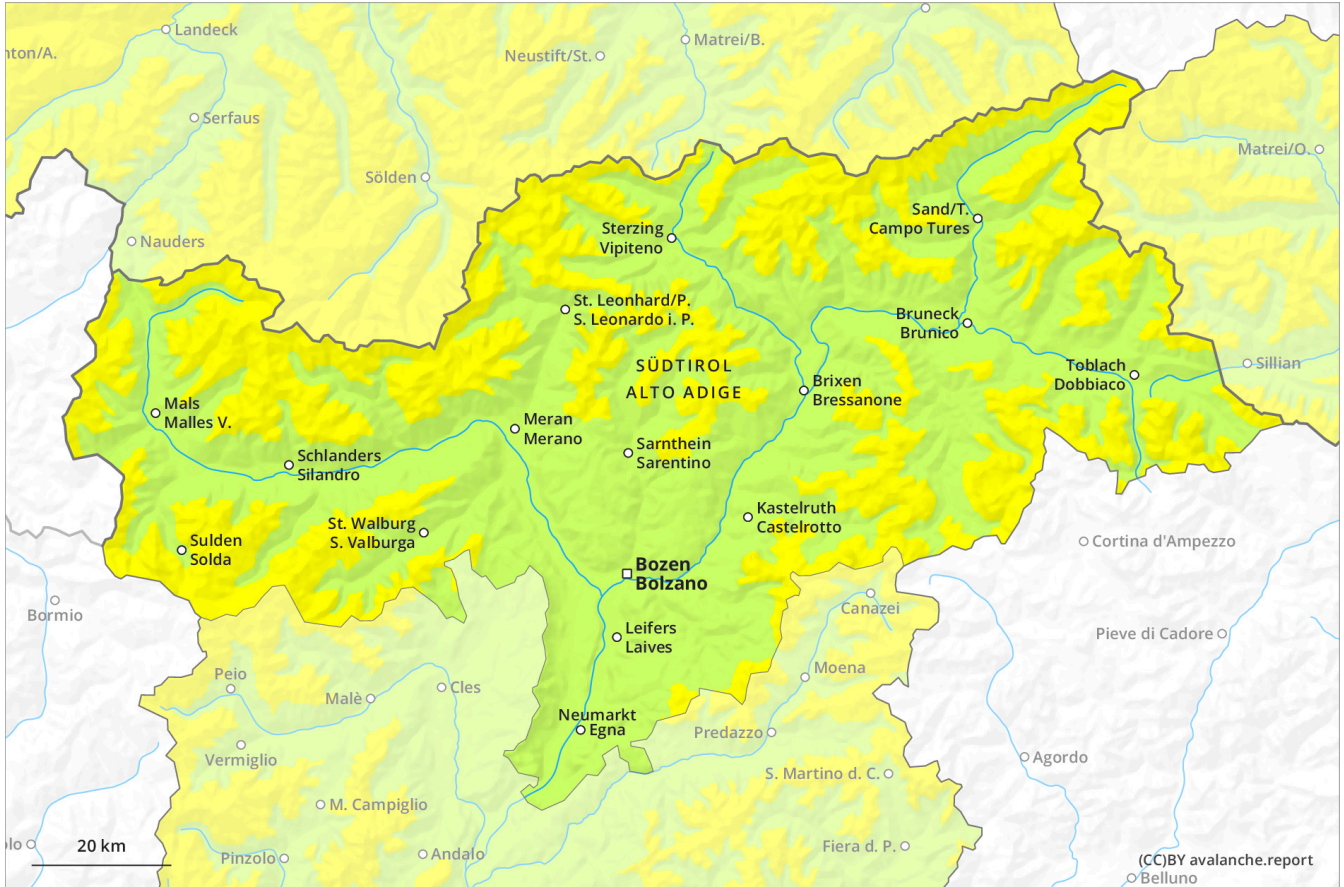 Landeck
nton/A.
Neustift/St.
Matrei/B.
Serfaus
Matrei/O.
Sölden
Sand/T.
Campo Tures
Sterzing
Vipiteno
Nauders
St. Leonhard/P.
S. Leonardo i. P.
Bruneck
Brunico
SÜDTIROL
ALTO ADIGE
Toblach
Dobbiaco
Sillian
Brixen
Bressanone
Mals
Malles V.
Meran
Merano
Sarnthein
Sarentino
Schlanders
Silandro
Kastelruth
Castelrotto
St. Walburg
S. Valburga
Sulden
Solda
Cortina d'Ampezzo
Bozen
Bolzano
Bormio
Canazei
Leifers
Laives
Pieve di Cadore
Peio
Moena
Malè
Cles
Neumarkt
Egna
Predazzo
Vermiglio
Agordo
S. Martino d. C.
M. Campiglio
20 km
lo
Pinzolo
Andalo
Fiera d. P.
(CC)BY avalanche.report
Belluno